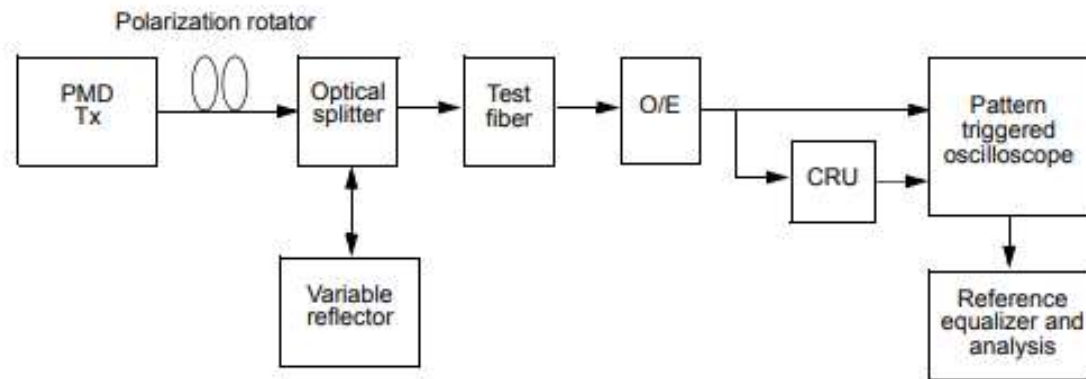 Polarization rotator
PMD
Tx
Optical
splitter
Test
fiber
O/E
Pattern
triggered
oscilloscope
CRU
Variable
reflector
Reference
equalizer and
analysis